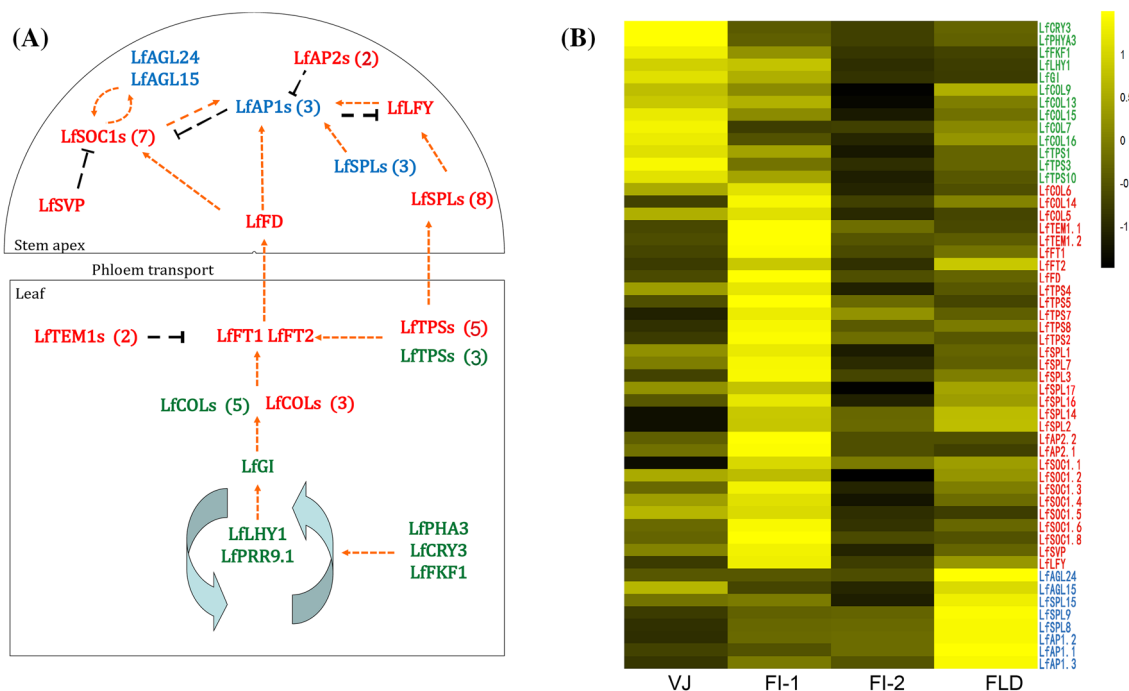 (A)
LfAGL24
LfAGL15
LfAP2s (2)
LfAP1s (3)
LfLFY
LfSOC1s (7)
LfSPLs (3)
LfSVP
LfSPLs (8)
LfFD
Stem apex
Phloem transport
Leaf
LfTEM1s (2)
LfFT1 LfFT2
LfTPSs (5)
LfTPSs (3)
LfCOLs (5)
LfCOLs (3)
LfGI
LfLHY1
LfPRR9.1
LfPHA3
LfCRY3
LfFKF1
(B)
LfCRY3
LfPHYA3
LfFKF1
LfLHY1
LfGI
LfCOL9
LfCOL13
LfCOL15
LfCOL7
LfCOL16
LfTPS1
LfTPS3
LfTPS10
LfCOL6
LfCOL14
LfCOL5
LfTEM1.1
LfTEM1.2
LfFT1
LfFT2
LfFD
LfTPS4
LfTPS5
LfTPS7
LfTPS8
LfTPS2
LfSPL1
LfSPL7
LfSPL3
LfSPL17
LfSPL16
LfSPL14
LfSPL2
LfAP2.2
LfAP2.1
LfSOC1.1
LfSOC1.2
LfSOC1.3
LfSOC1.4
LfSOC1.5
LfSOC1.6
LfSOC1.8
LfSVP
LfLFY
LfAGL24
LfAGL15
LfSPL15
LfSPL9
LfSPL8
LfAP1.2
LfAP1.1
LfAP1.3
VJ
FI-1
FI-2
FLD
1
0.5
0
-0.5
-1